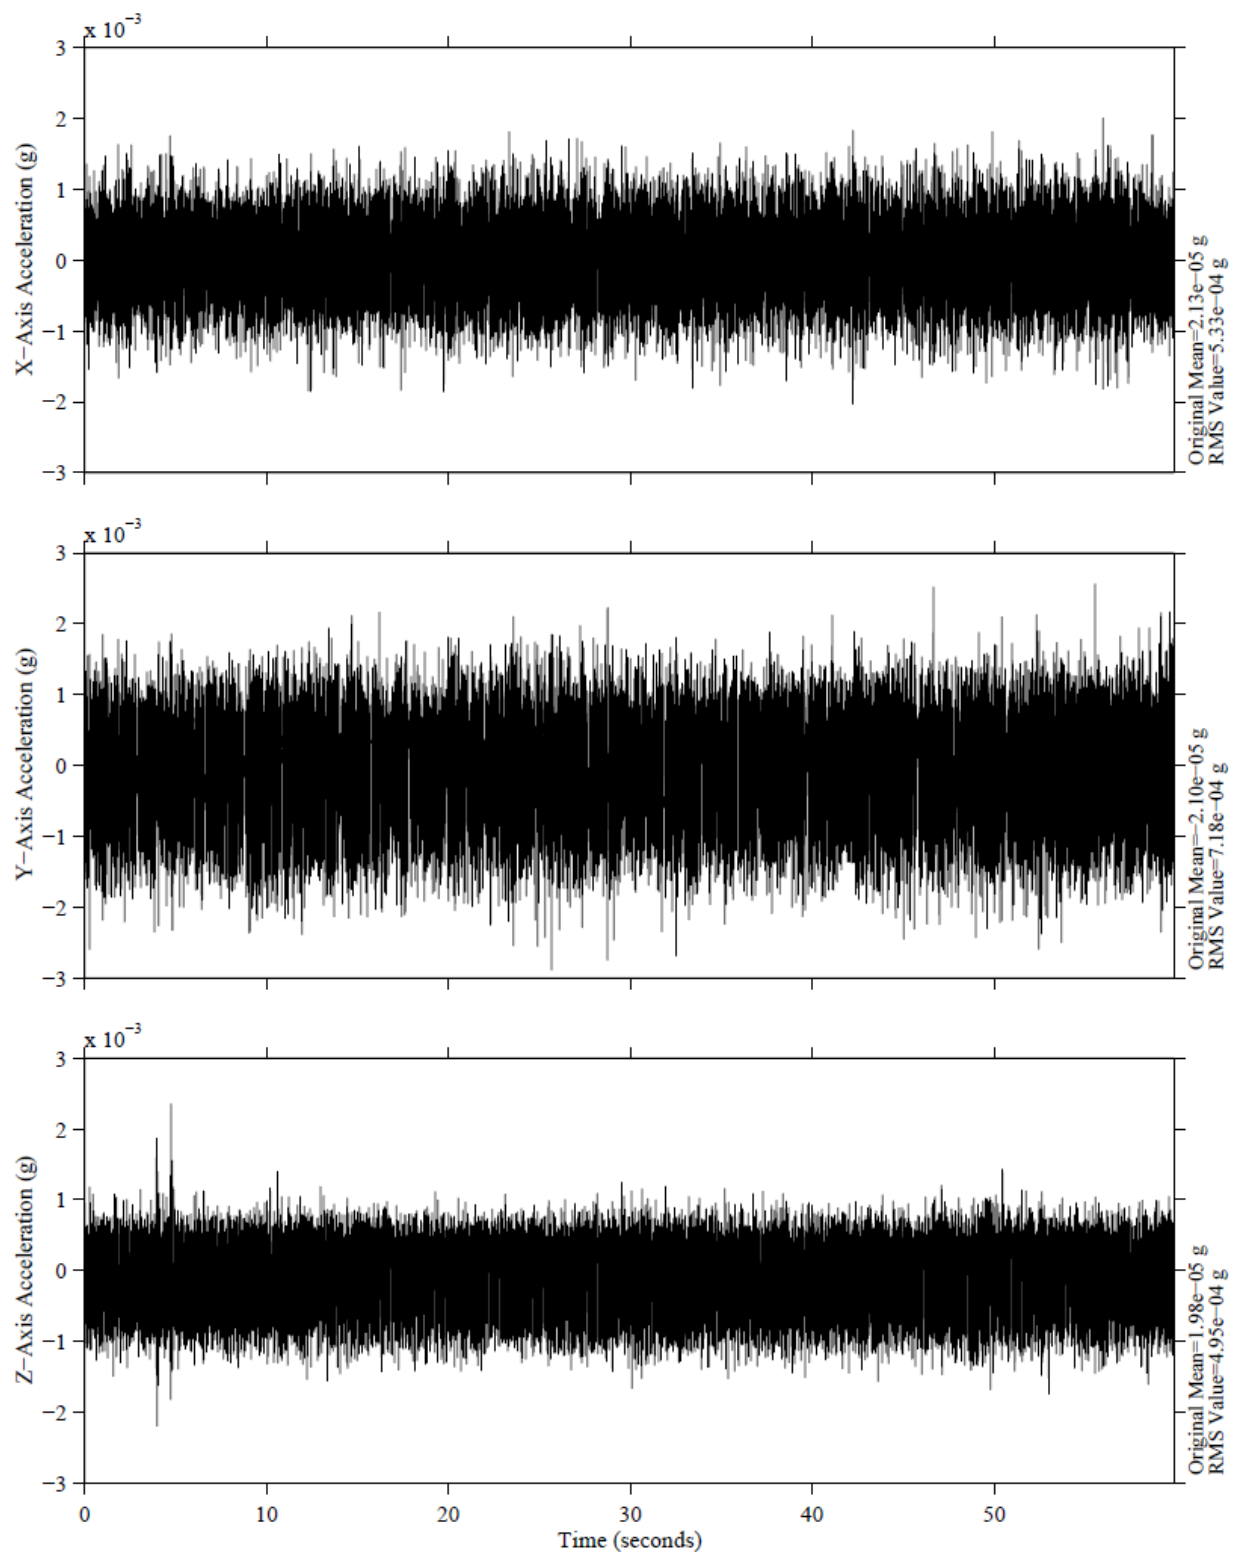 x 10−3
3
2
1
0
−1
−2
−3
X−Axis Acceleration (g)
Original Mean=2.13e−05 g
RMS Value=5.33e−04 g
x 10−3
3
2
1
0
−1
−2
−3
Y−Axis Acceleration (g)
Original Mean=−2.10e−05 g
RMS Value=7.18e−04 g
x 10−3
3
2
1
0
−1
−2
−3
Z−Axis Acceleration (g)
Original Mean=1.98e−05 g
RMS Value=4.95e−04 g
0 10 20 30 40 50
Time (seconds)